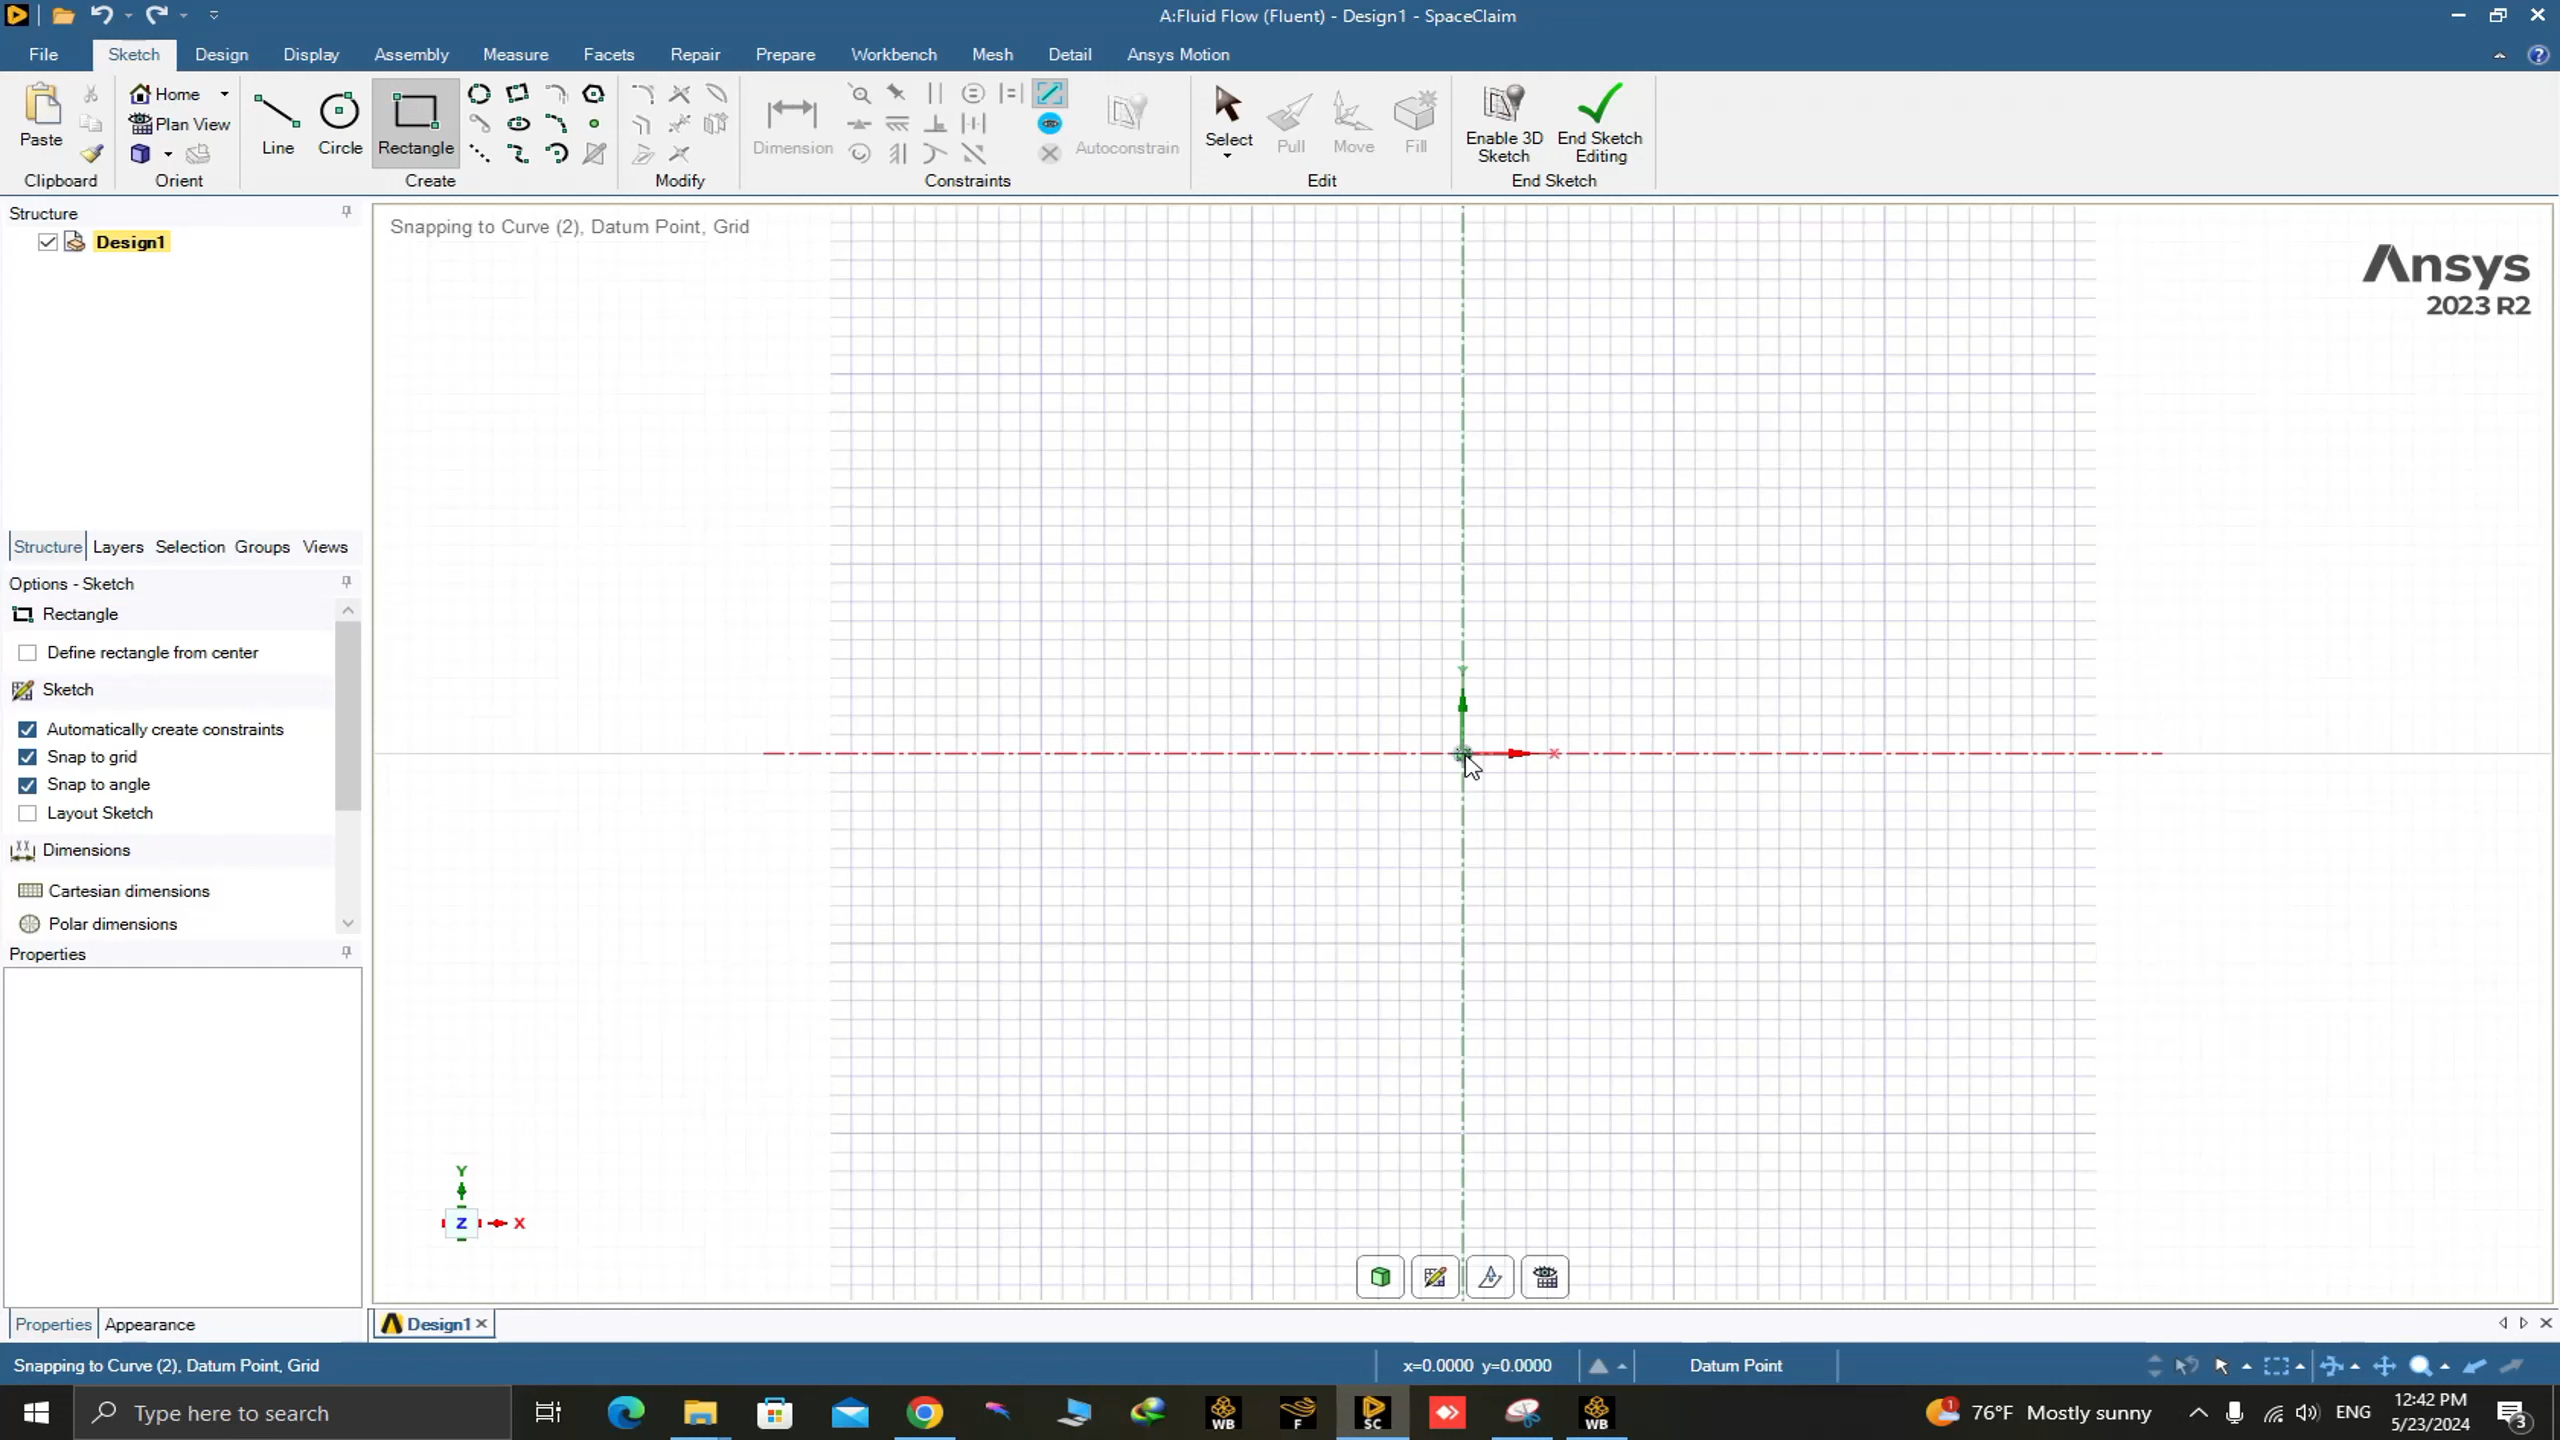 A:Fluid Flow (Fluent) - Design1 - SpaceClaim
File Sketch Design Display Assembly Measure Facets Repair Prepare Workbench Mesh Detail Ansys Motion
Paste
Home
Plan View
Line Circle Rectangle
Dimension
Autoconstrain
Select Pull Move Fill
Enable 3D Sketch
End Sketch Editing
Clipboard Orient Create Modify Constraints Edit End Sketch
Structure
Design1
Snapping to Curve (2), Datum Point, Grid
Ansys
2023 R2
Structure Layers Selection Groups Views
Options - Sketch
Rectangle
Define rectangle from center
Sketch
Automatically create constraints
Snap to grid
Snap to angle
Layout Sketch
Dimensions
Cartesian dimensions
Polar dimensions
Properties
Y
X
Y
Z X
Properties Appearance
Design1
Snapping to Curve (2), Datum Point, Grid
x=0.0000 y=0.0000
Datum Point
Type here to search
WB
F
SC
WB
1
76°F Mostly sunny
ENG
12:42 PM
5/23/2024
3